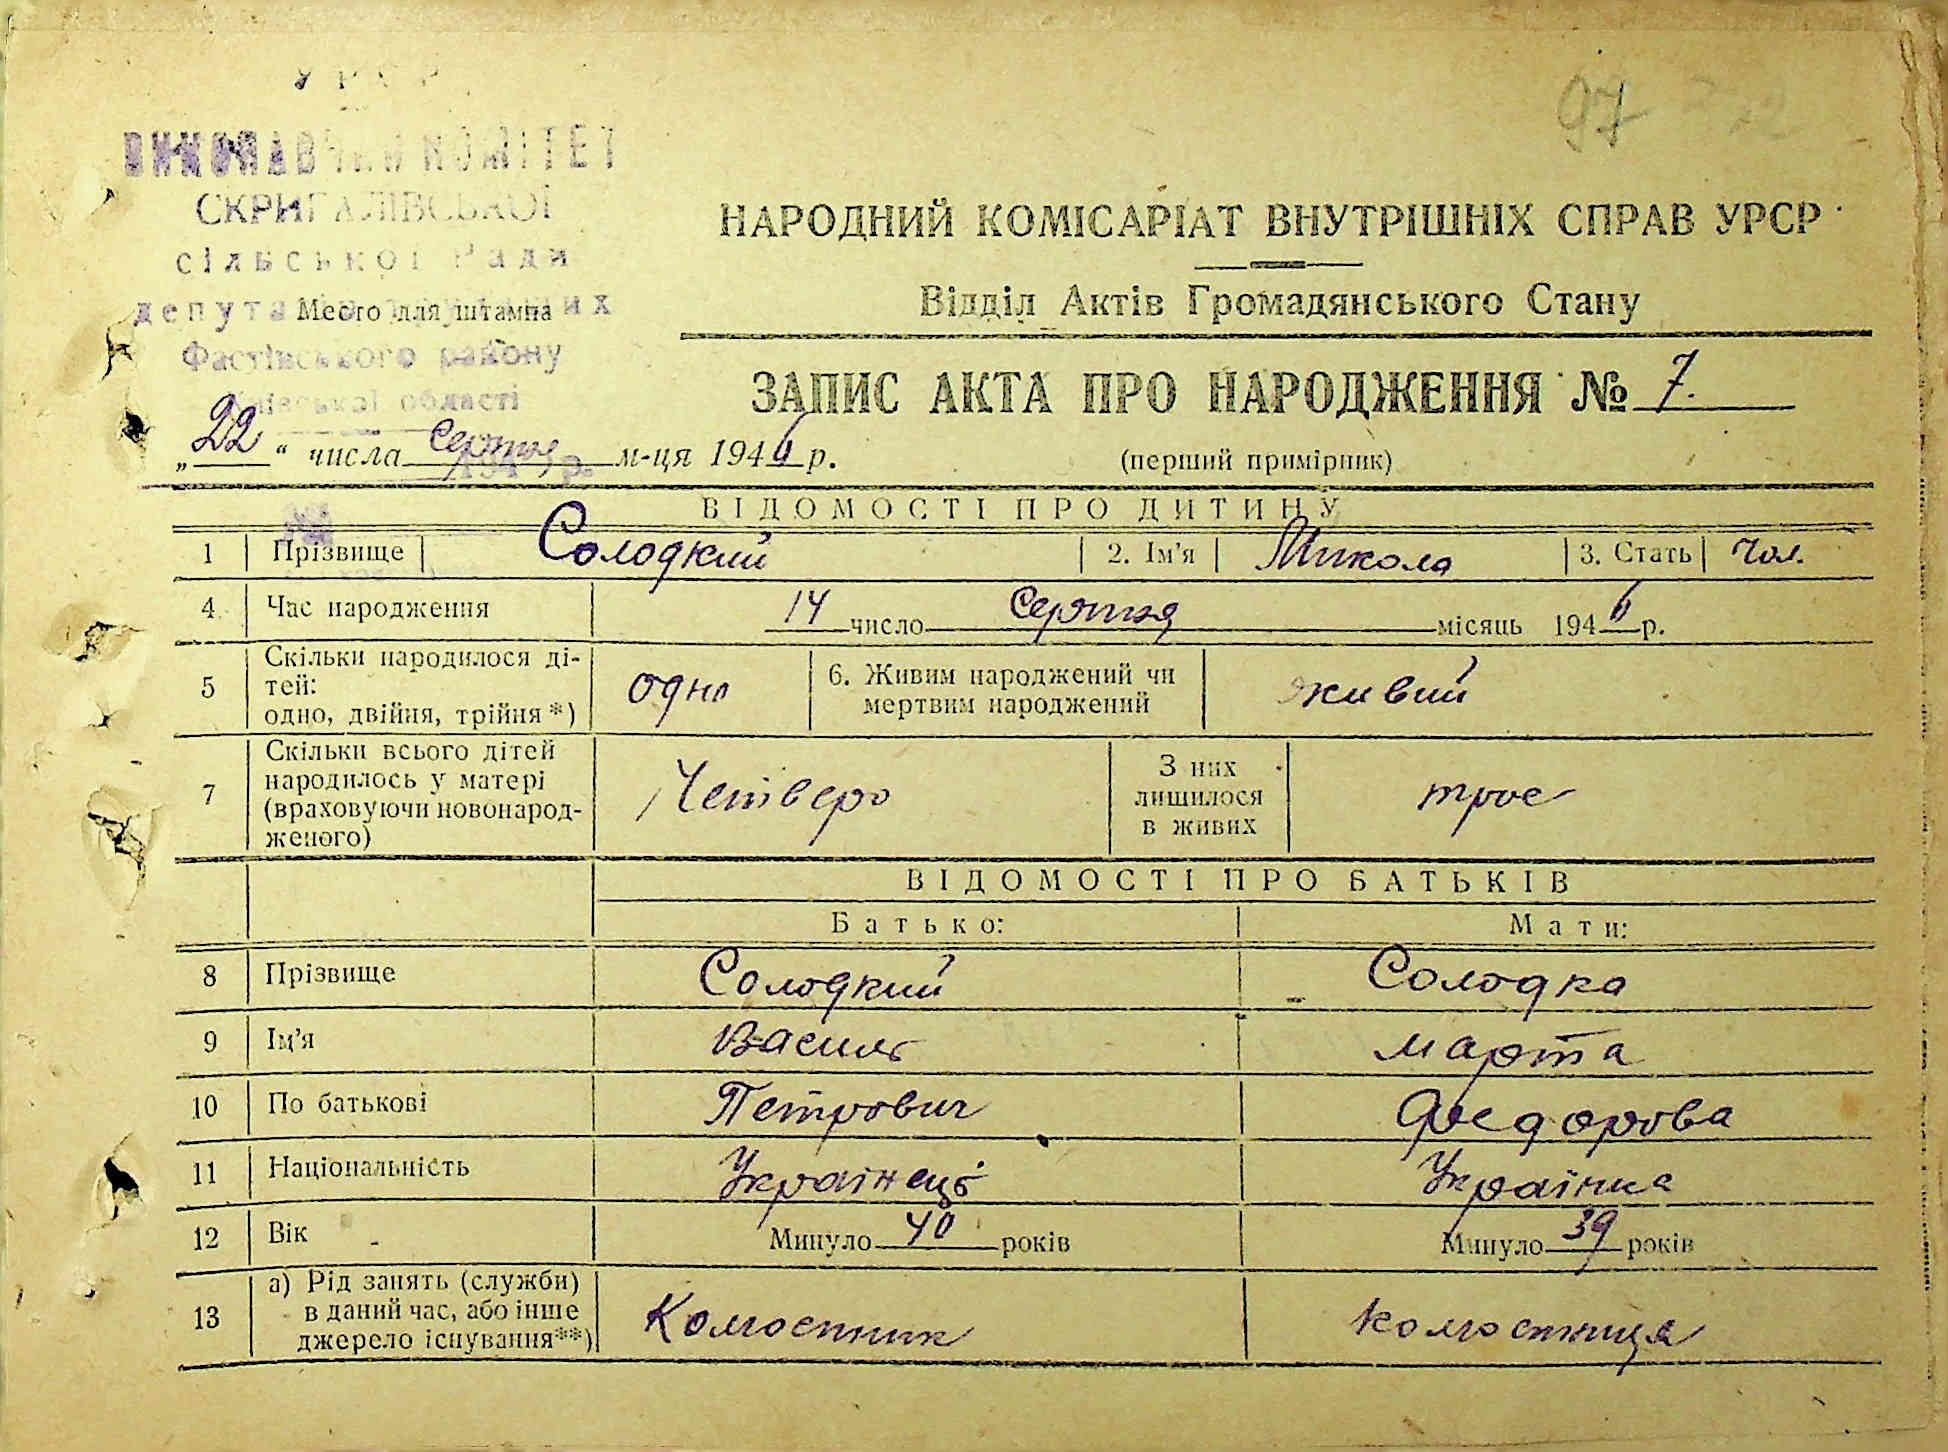 97
ВИКОНАВЧИЙ КОМІТЕТ
СКРИГАЛІВСЬКОЇ
сільської Ради
депутатів трудящих
Место для штампа
Фастівського району
Київської області
НАРОДНИЙ КОМІСАРІАТ ВНУТРІШНІХ СПРАВ УРСР
Відділ Актів Громадянського Стану
ЗАПИС АКТА ПРО НАРОДЖЕННЯ № 7.
„22“ числа Серпня м-ця 1946 р.
(перший примірник)
ВІДОМОСТІ ПРО ДИТИНУ
1 Прізвище Солодкий 2. Ім'я Микола 3. Стать Чол.
4 Час народження 14 число Серпня місяць 1946 р.
5 Скільки народилося ді-
тей:
одно, двійня, трійня *) одно 6. Живим народжений чи
мертвим народжений живий
7 Скільки всього дітей
народилось у матері
(враховуючи новонарод-
женого) Четверо З них
лишилося
в живих троє
ВІДОМОСТІ ПРО БАТЬКІВ
Батько: Мати:
8 Прізвище Солодкий Солодка
9 Ім'я Василь Марта
10 По батькові Петрович Федорова
11 Національність Українець Українка
12 Вік Минуло 40 років Минуло 39 років
13 а) Рід занять (служби)
в даний час, або інше
джерело існування**) Колгоспник колгоспниця